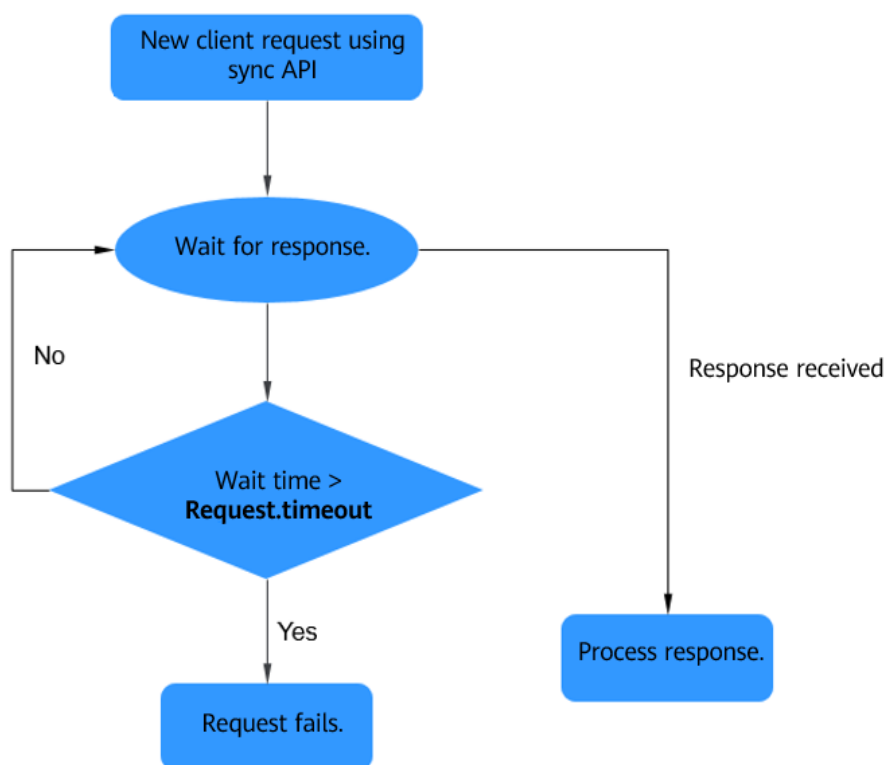 New client request using
sync API
Wait for response.
No
Response received
Wait time >
Request.timeout
Yes
Process response.
Request fails.